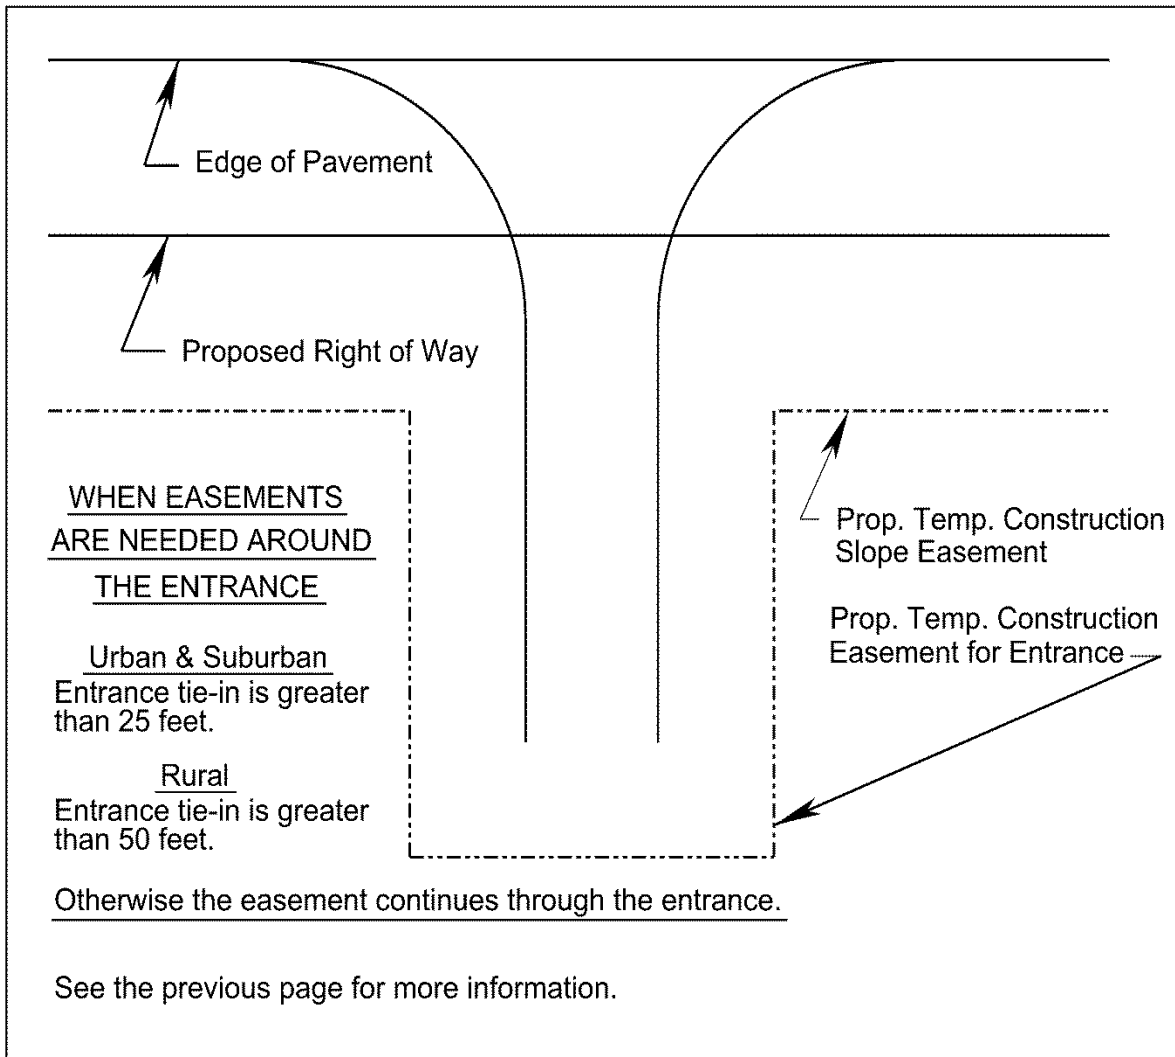 Edge of Pavement
Proposed Right of Way
WHEN EASEMENTS
ARE NEEDED AROUND
THE ENTRANCE
Urban & Suburban
Entrance tie-in is greater
than 25 feet.
Rural
Entrance tie-in is greater
than 50 feet.
Prop. Temp. Construction
Slope Easement
Prop. Temp. Construction
Easement for Entrance
Otherwise the easement continues through the entrance.
See the previous page for more information.